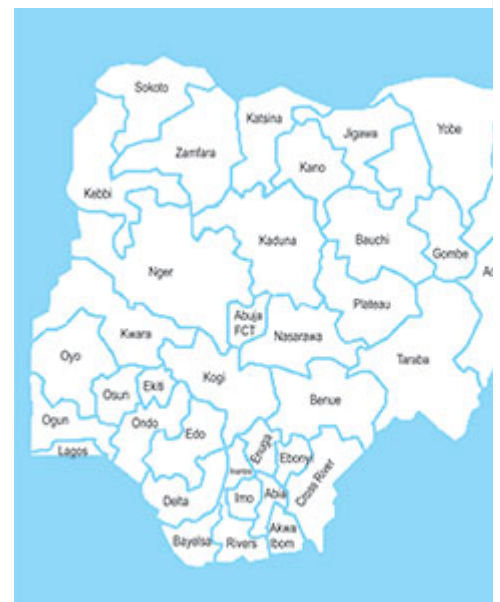 Sokoto
Katsina
Jigawa
Yobe
Zamfara
Kano
Kebbi
Kaduna
Bauchi
Gombe
Ad
Nger
Plateau
Abuja
FCT
Nasarawa
Kwara
Taraba
Oyo
Kogi
Osun
Ekiti
Benue
Ogun
Ondo
Edo
Lagos
Enugu
Ebonyi
Cross River
Delta
Imo
Abia
Akwa
Ibom
Bayelsa
Rivers